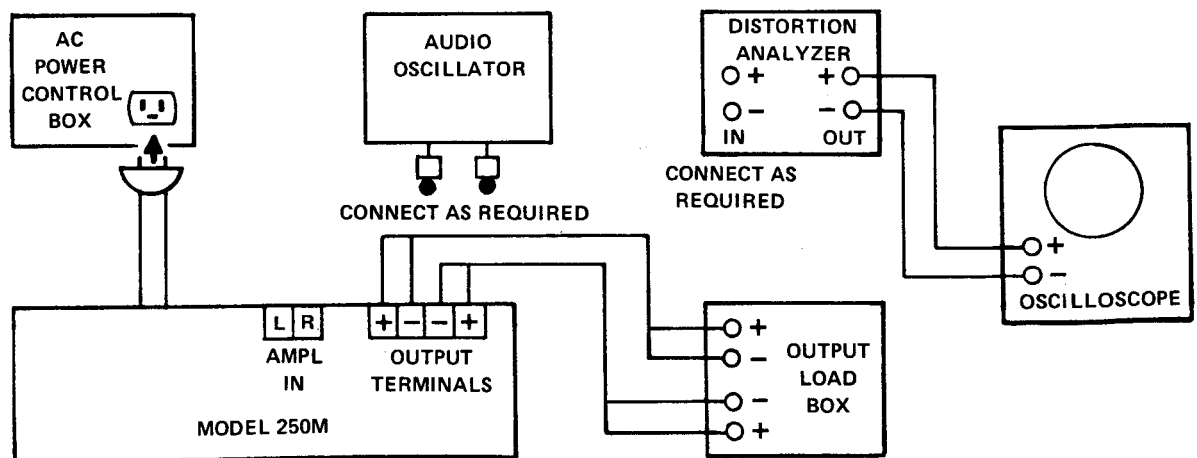 AC
POWER
CONTROL
BOX
AUDIO
OSCILLATOR
CONNECT AS REQUIRED
DISTORTION
ANALYZER
+ +
− −
IN OUT
CONNECT AS
REQUIRED
+
−
OSCILLOSCOPE
L R
AMPL
IN
+ − − +
OUTPUT
TERMINALS
MODEL 250M
+
−
−
+
OUTPUT
LOAD
BOX